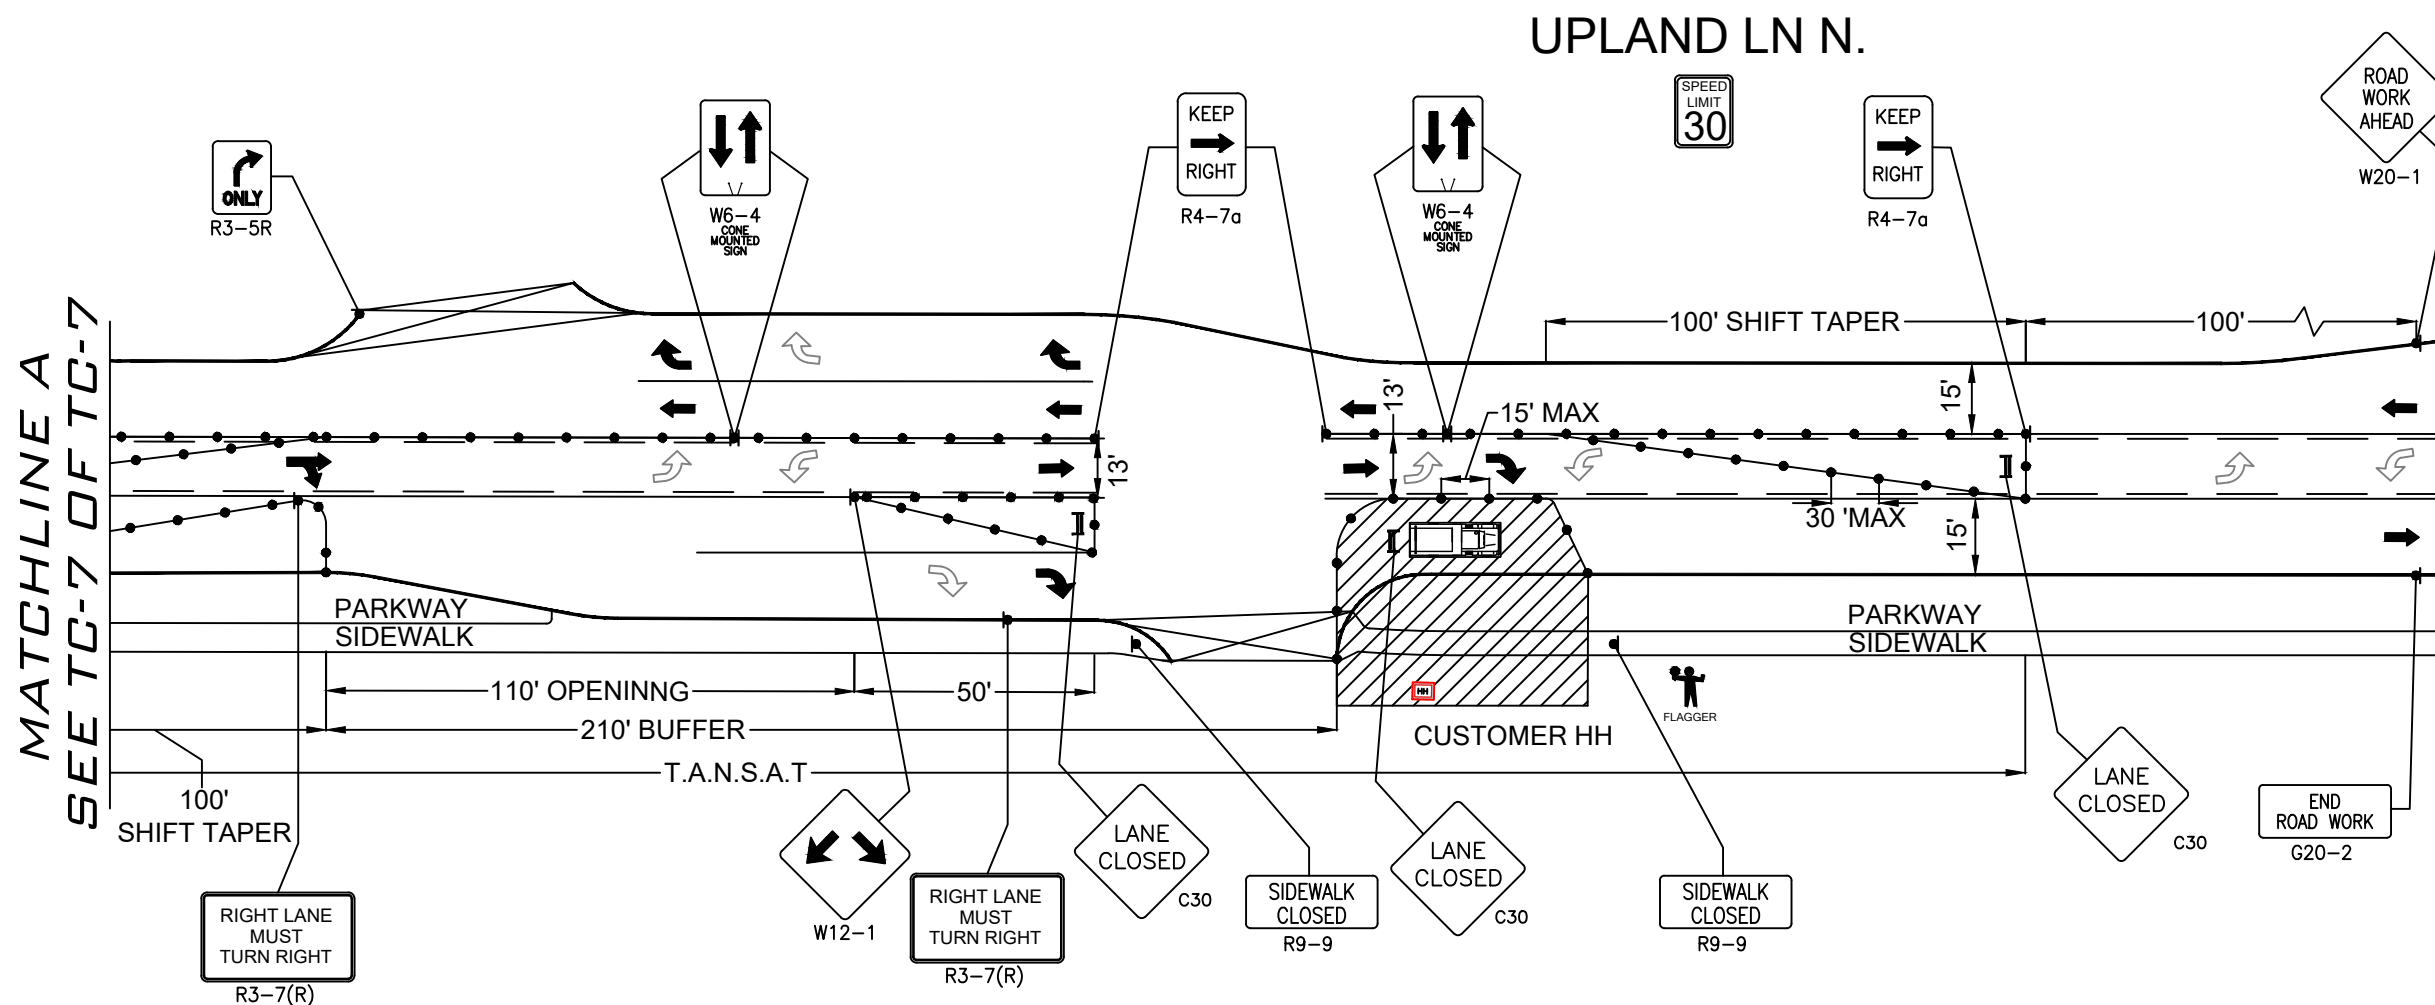 UPLAND LN N.
SPEED
LIMIT
30
ROAD
WORK
AHEAD
W20-1
ONLY
R3-5R
W6-4
CONE
MOUNTED
SIGN
KEEP
RIGHT
R4-7a
W6-4
CONE
MOUNTED
SIGN
KEEP
RIGHT
R4-7a
MATCHLINE A
SEE TC-7 OF TC-7
100' SHIFT TAPER
100'
13'
15' MAX
15'
13'
30 'MAX
15'
PARKWAY
SIDEWALK
PARKWAY
SIDEWALK
110' OPENINNG
50'
HH
FLAGGER
210' BUFFER
CUSTOMER HH
T.A.N.S.A.T
100'
SHIFT TAPER
RIGHT LANE
MUST
TURN RIGHT
R3-7(R)
W12-1
RIGHT LANE
MUST
TURN RIGHT
R3-7(R)
LANE
CLOSED
C30
SIDEWALK
CLOSED
R9-9
LANE
CLOSED
C30
SIDEWALK
CLOSED
R9-9
LANE
CLOSED
C30
END
ROAD WORK
G20-2